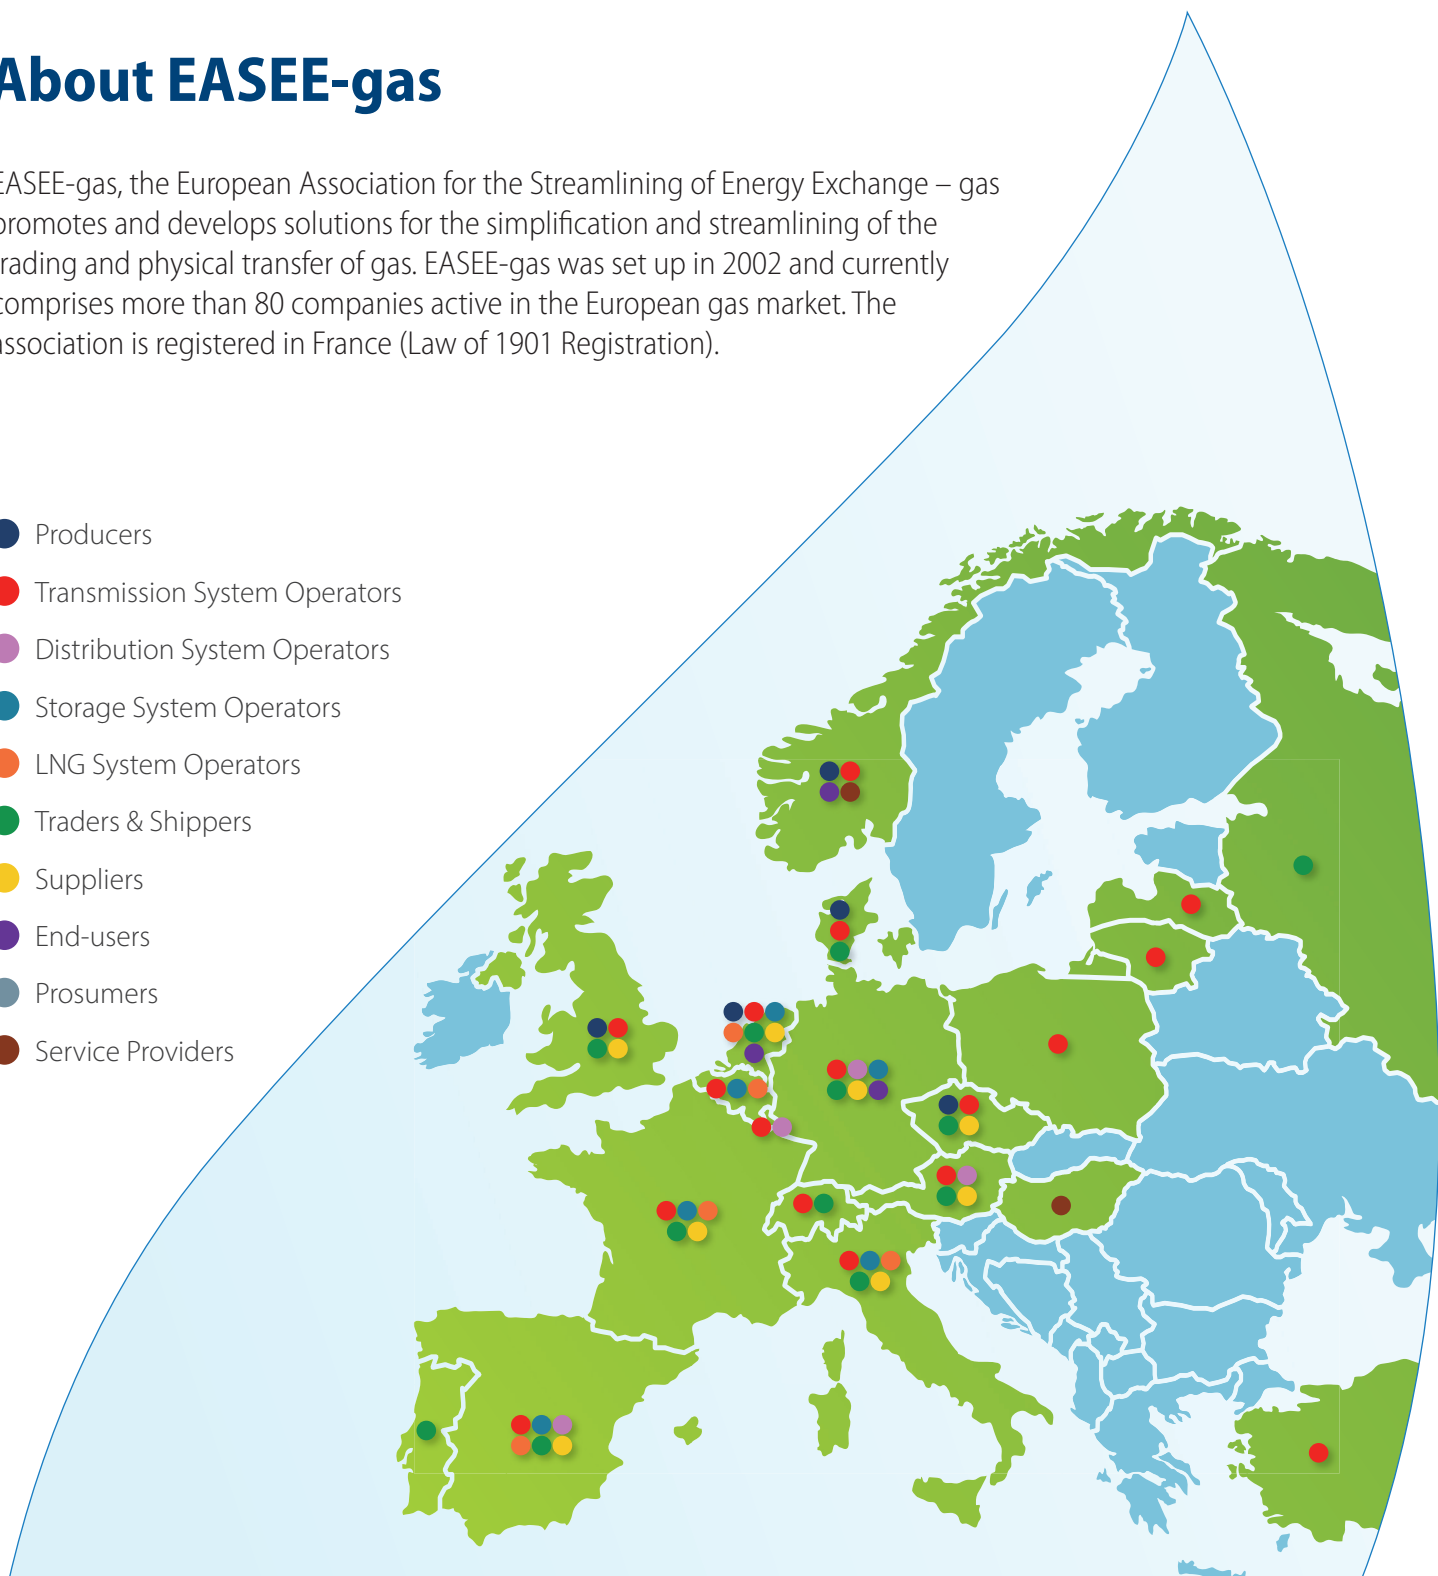 About EASEE-gas
EASEE-gas, the European Association for the Streamlining of Energy Exchange – gas
promotes and develops solutions for the simplification and streamlining of the
trading and physical transfer of gas. EASEE-gas was set up in 2002 and currently
comprises more than 80 companies active in the European gas market. The
association is registered in France (Law of 1901 Registration).
Producers
Transmission System Operators
Distribution System Operators
Storage System Operators
LNG System Operators
Traders & Shippers
Suppliers
End-users
Prosumers
Service Providers